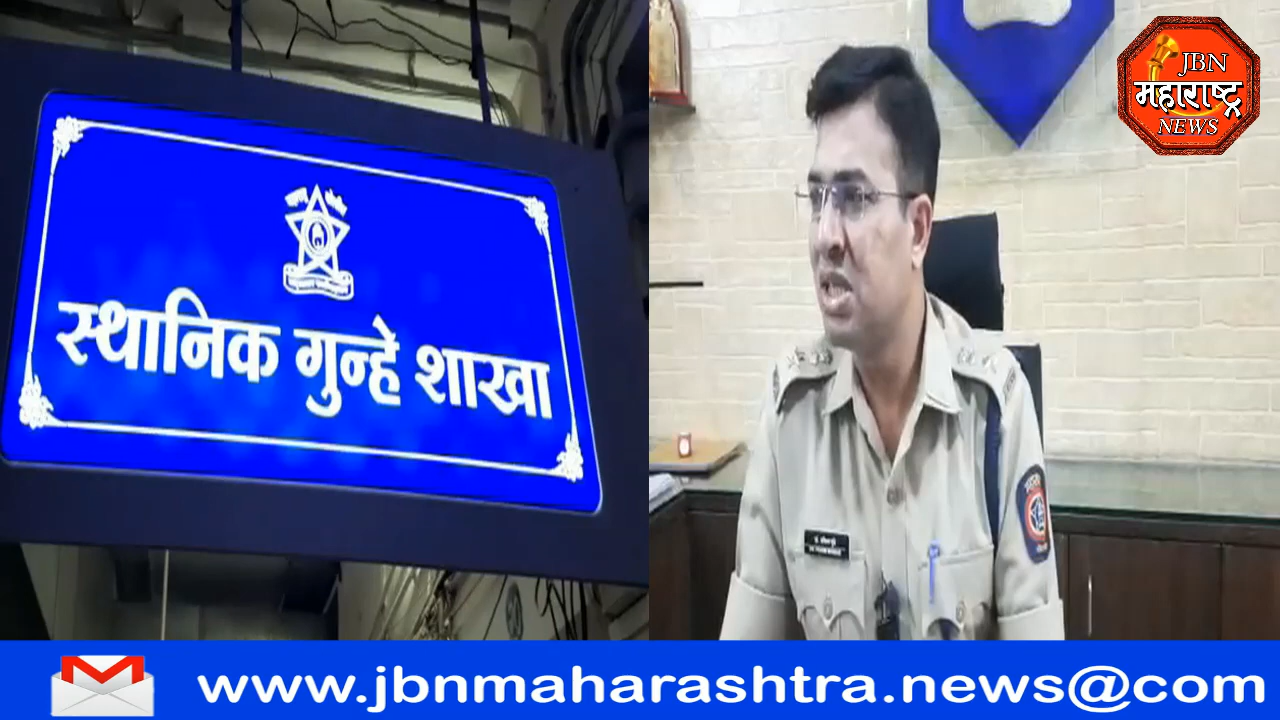 स्थानिक गुन्हे शाखा
JBN
महाराष्ट्र
NEWS
www.jbnmaharashtra.news@com